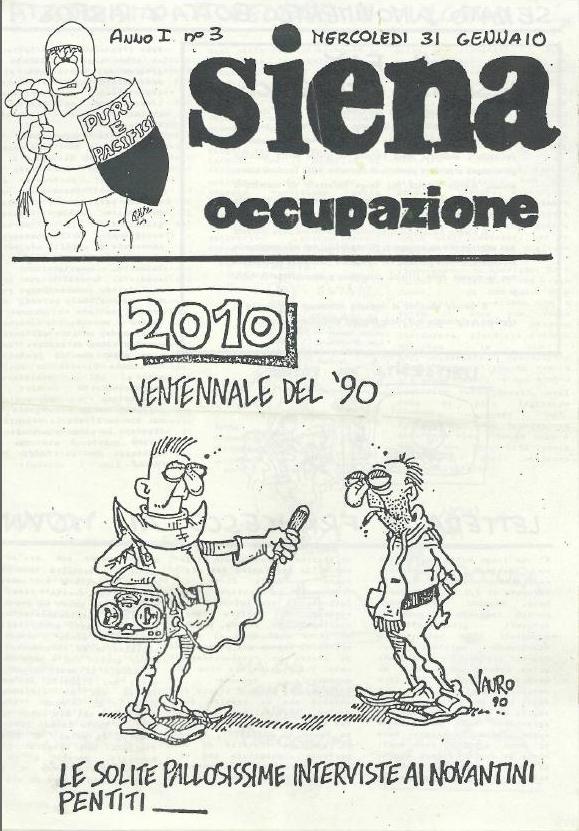 Anno I n° 3 MERCOLEDI 31 GENNAIO
siena
DURI
E
PACIFICI
occupazione
2010
VENTENNALE DEL '90
VAURO
90
LE SOLITE PALLOSISSIME INTERVISTE AI NOVANTINI
PENTITI